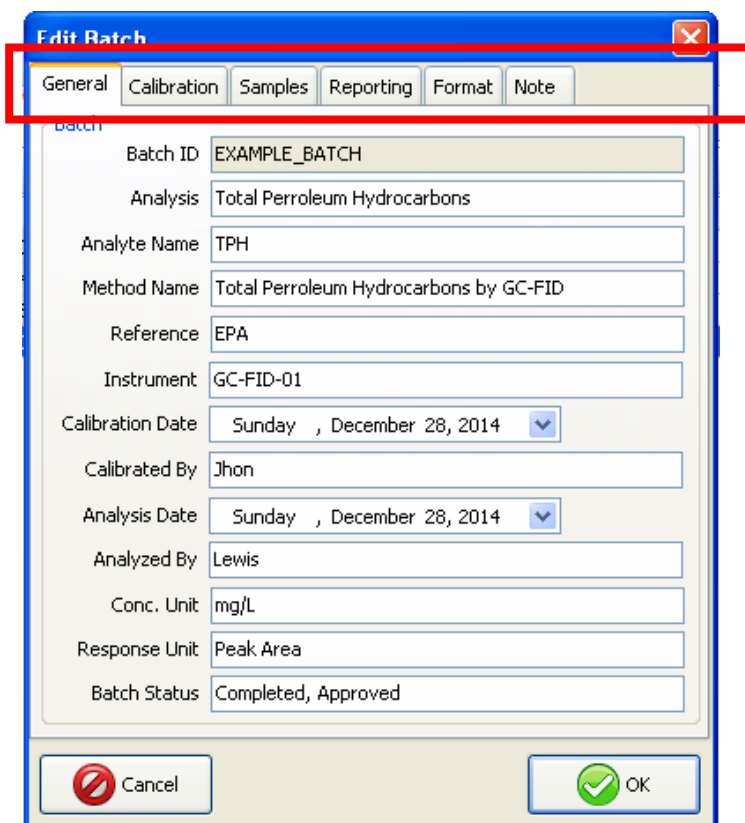 Edit Batch
General Calibration Samples Reporting Format Note
Batch
Batch ID EXAMPLE_BATCH
Analysis Total Perroleum Hydrocarbons
Analyte Name TPH
Method Name Total Perroleum Hydrocarbons by GC-FID
Reference EPA
Instrument GC-FID-01
Calibration Date Sunday , December 28, 2014
Calibrated By Jhon
Analysis Date Sunday , December 28, 2014
Analyzed By Lewis
Conc. Unit mg/L
Response Unit Peak Area
Batch Status Completed, Approved
Cancel OK